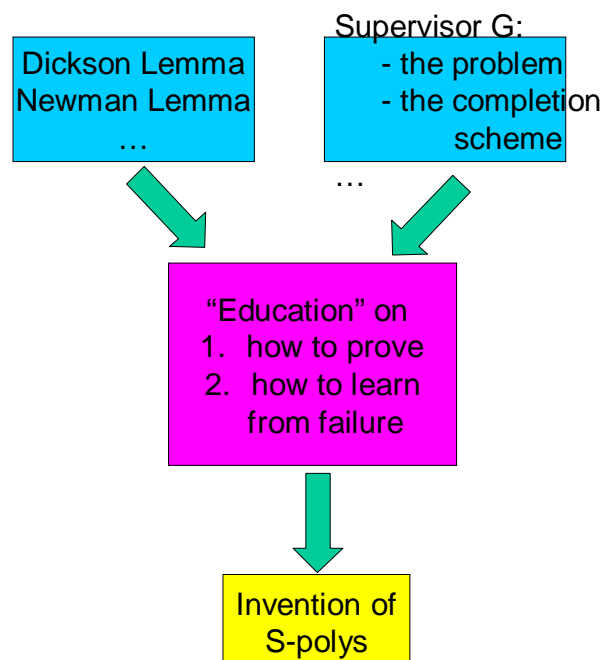 Dickson Lemma
Newman Lemma
…
Supervisor G:
- the problem
- the completion
scheme
…
“Education” on
1. how to prove
2. how to learn
from failure
Invention of
S-polys